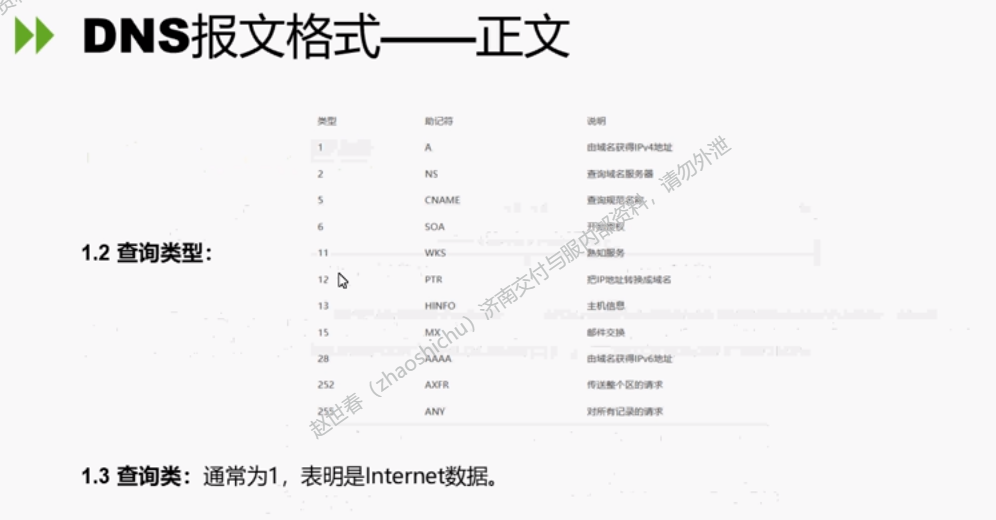 DNS报文格式——正文
类型 助记符 说明
1 A 由域名获得IPv4地址
2 NS 查询域名服务器
5 CNAME 查询规范名称
6 SOA 开始授权
11 WKS 熟知服务
12 PTR 把IP地址转换成域名
13 HINFO 主机信息
15 MX 邮件交换
28 AAAA 由域名获得IPv6地址
252 AXFR 传送整个区的请求
255 ANY 对所有记录的请求
1.2 查询类型：
1.3 查询类：通常为1，表明是Internet数据。
赵世春（zhaoshichu）济南交付与服内部资料，请勿外泄